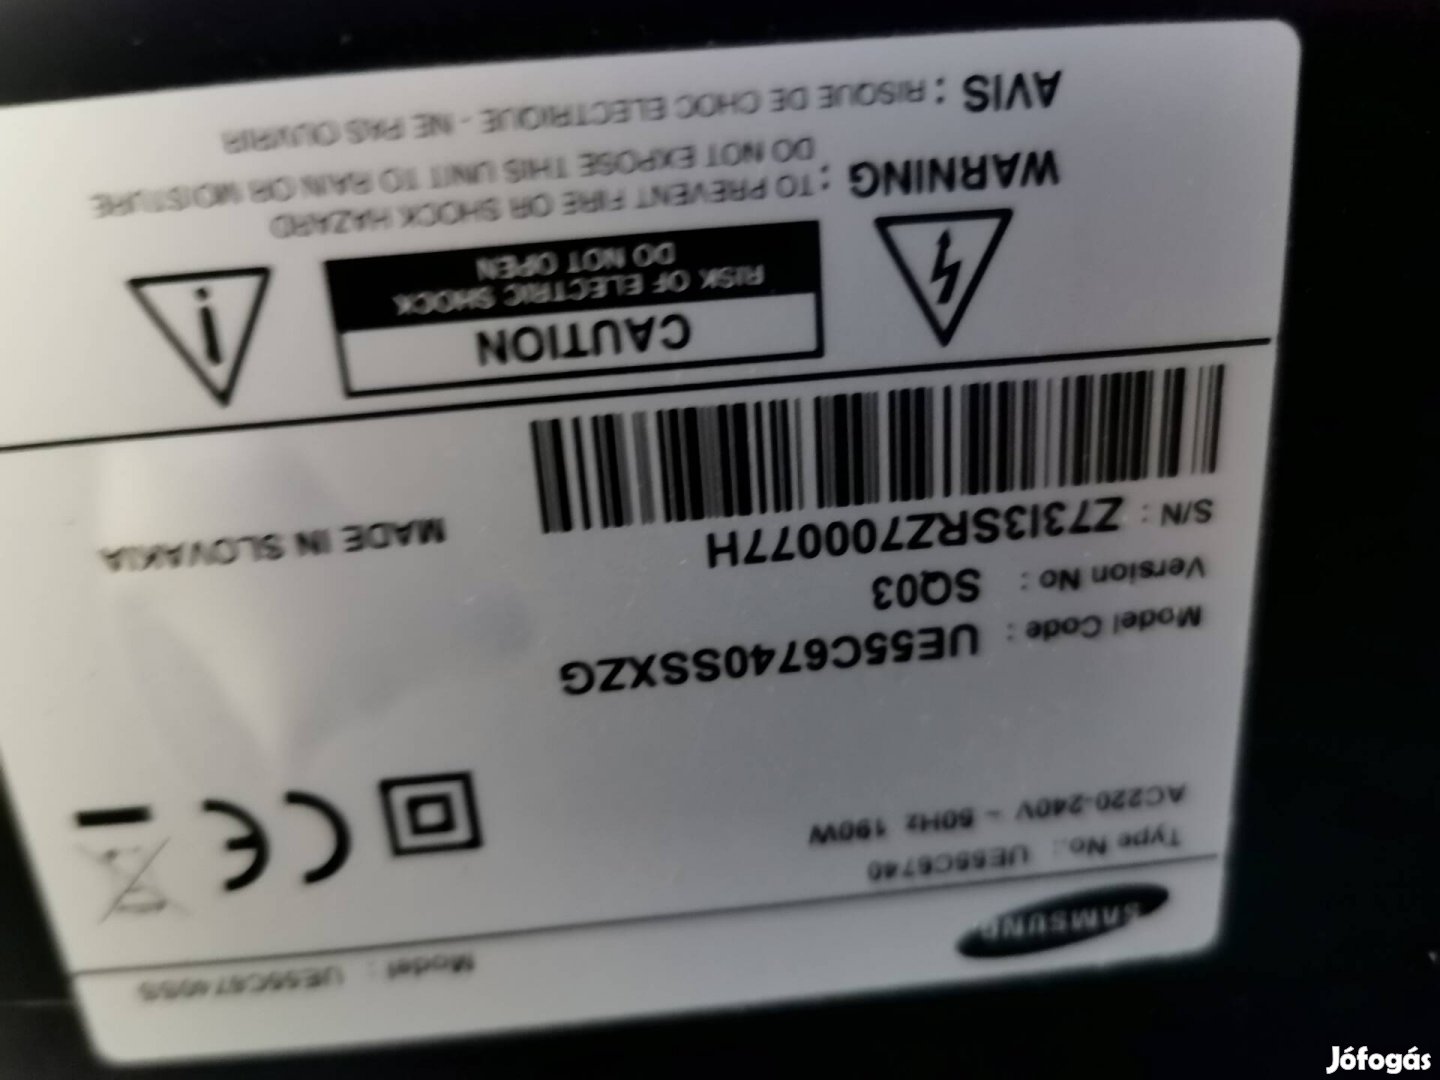 SAMSUNG
Model : UE55C6740SS
Type No.: UE55C6740
AC220-240V ~ 50Hz 190W
Model Code : UE55C6740SSXZG
Version No : SQ03
S/N : Z73I3SRZ700077H
MADE IN SLOVAKIA
CAUTION
RISK OF ELECTRIC SHOCK
DO NOT OPEN
WARNING : TO PREVENT FIRE OR SHOCK HAZARD
DO NOT EXPOSE THIS UNIT TO RAIN OR MOISTURE
AVIS : RISQUE DE CHOC ELECTRIQUE - NE PAS OUVRIR
Jófogás